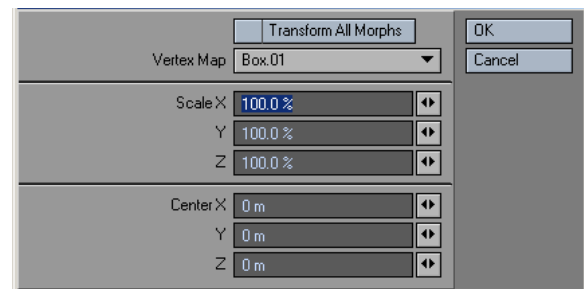 Transform All Morphs
OK
Vertex Map Box.01
Cancel
Scale X 100.0 %
Y 100.0 %
Z 100.0 %
Center X 0 m
Y 0 m
Z 0 m